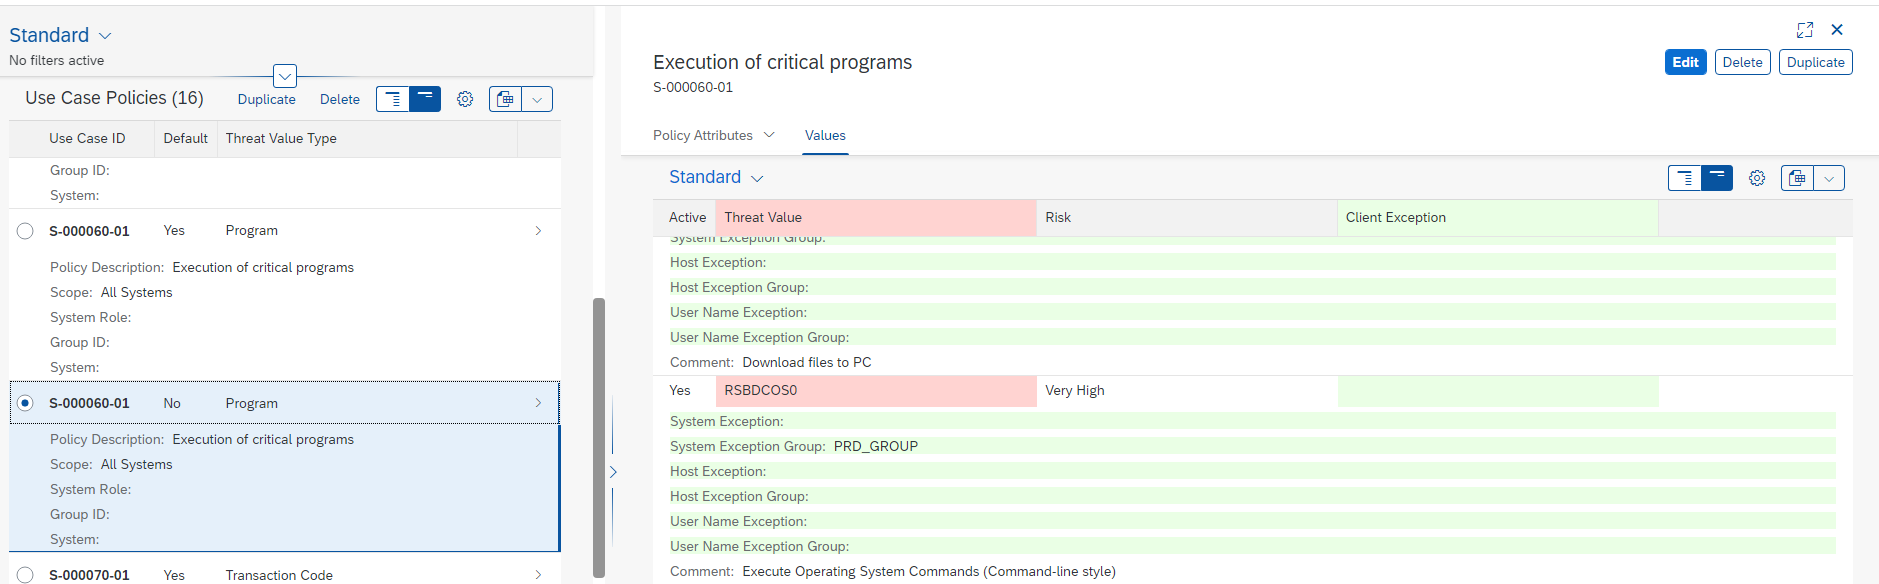 Standard
No filters active
Use Case Policies (16) Duplicate Delete
Use Case ID Default Threat Value Type
Group ID:
System:
S-000060-01 Yes Program
Policy Description: Execution of critical programs
Scope: All Systems
System Role:
Group ID:
System:
S-000060-01 No Program
Policy Description: Execution of critical programs
Scope: All Systems
System Role:
Group ID:
System:
S-000070-01 Yes Transaction Code
Execution of critical programs
S-000060-01
Edit Delete Duplicate
Policy Attributes Values
Standard
Active Threat Value Risk Client Exception
System Exception Group:
Host Exception:
Host Exception Group:
User Name Exception:
User Name Exception Group:
Comment: Download files to PC
Yes RSBDCOS0 Very High
System Exception:
System Exception Group: PRD_GROUP
Host Exception:
Host Exception Group:
User Name Exception:
User Name Exception Group:
Comment: Execute Operating System Commands (Command-line style)